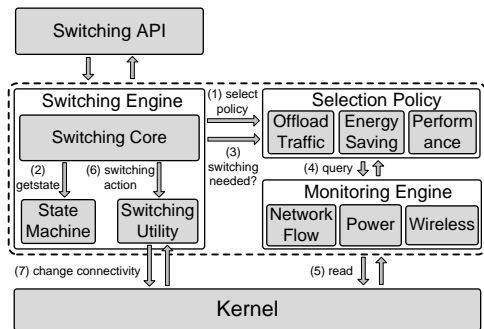 Switching API
Switching Engine
(1) select
policy
Selection Policy
Switching Core
Offload
Traffic
Energy
Saving
Perform
ance
(2)
getstate
(6) switching
action
(3)
switching
needed?
(4) query
State
Machine
Switching
Utility
Monitoring Engine
Network
Flow
Power
Wireless
(7) change connectivity
(5) read
Kernel